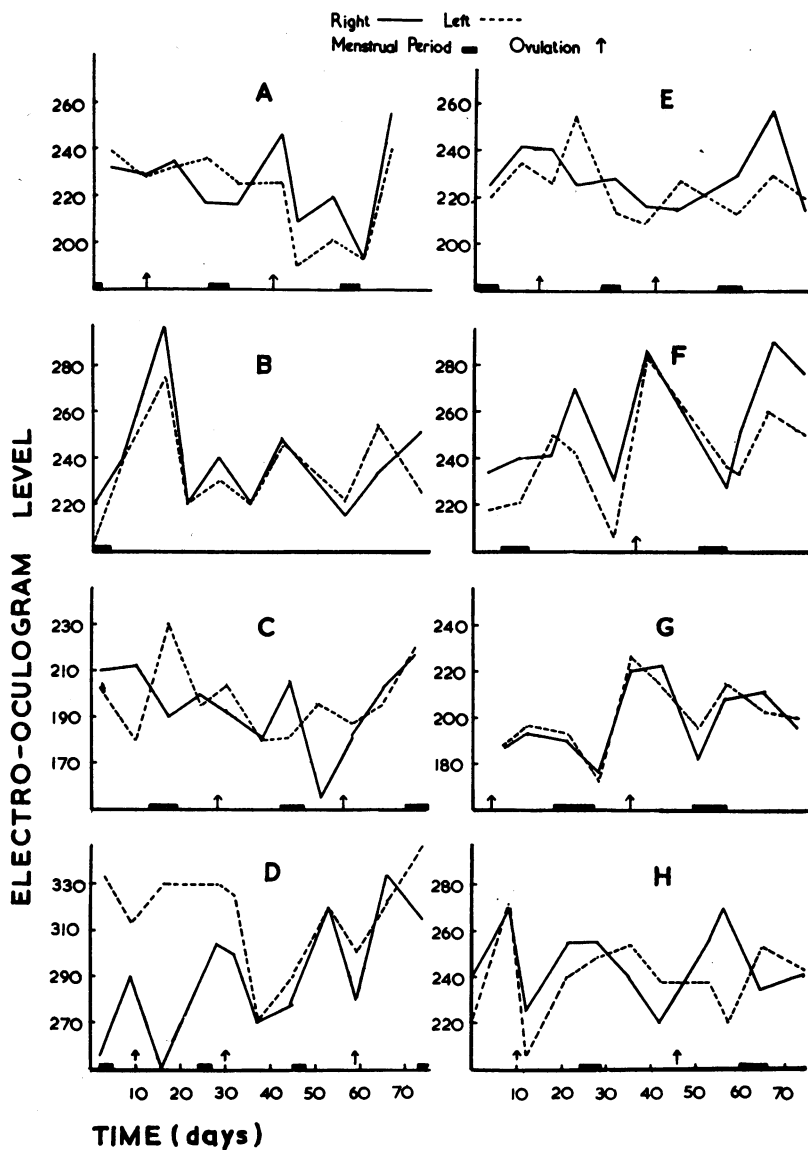 Right Left
Menstrual Period Ovulation ↑
ELECTRO-OCULOGRAM LEVEL
A
260
240
220
200
E
260
240
220
200
B
280
260
240
220
F
280
260
240
220
C
230
210
190
170
G
240
220
200
180
D
330
310
290
270
10 20 30 40 50 60 70
H
280
260
240
220
10 20 30 40 50 60 70
TIME (days)